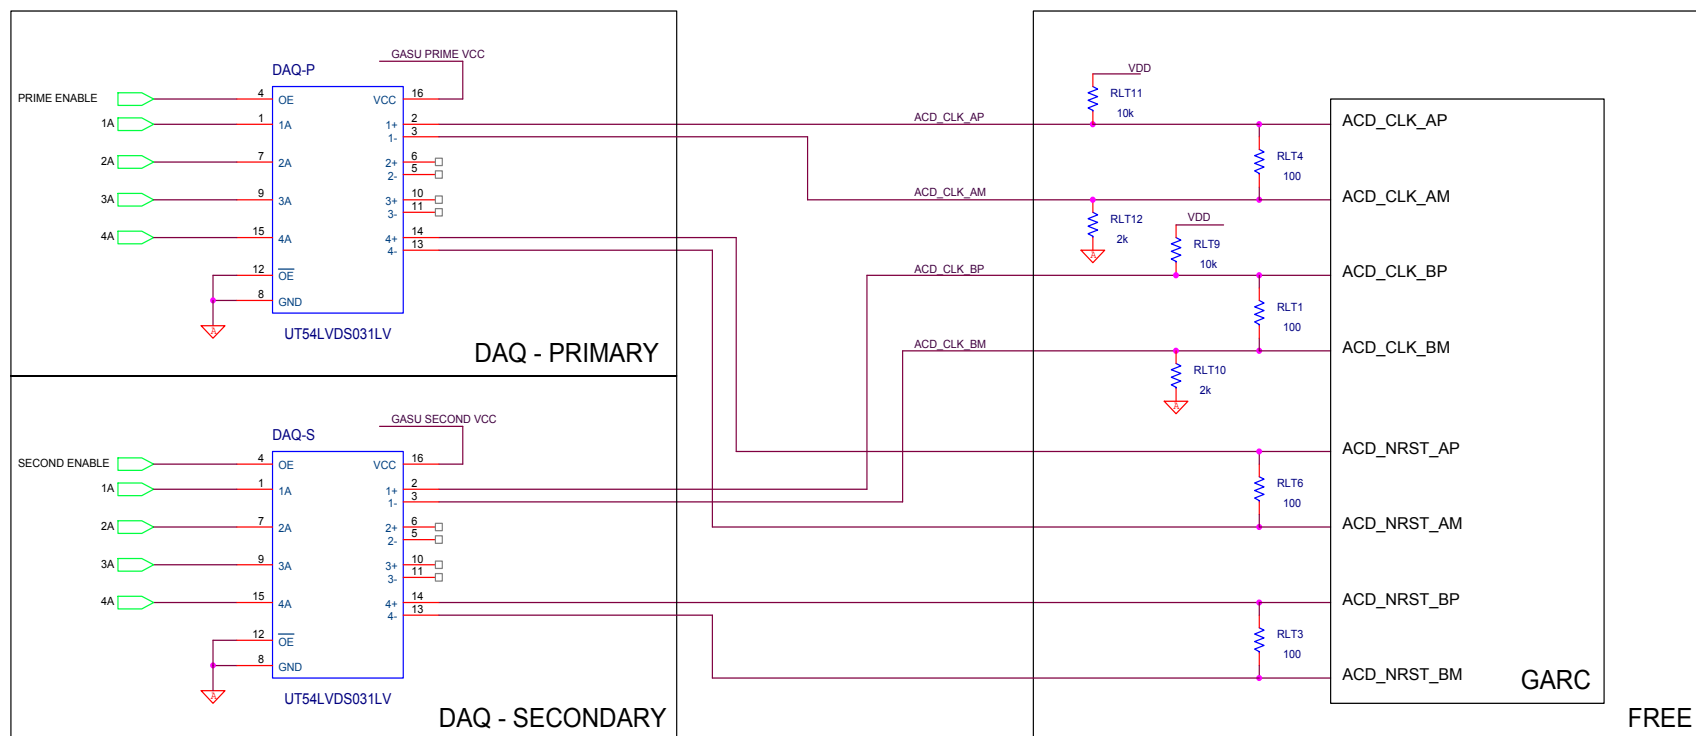 GASU PRIME VCC
DAQ-P
PRIME ENABLE
4 OE VCC 16
1A 1 1A 1+ 2
1- 3
2A 7 2A 2+ 6
2- 5
3A 9 3A 3+ 10
3- 11
4A 15 4A 4+ 14
4- 13
12 OE
8 GND
A
UT54LVDS031LV
DAQ - PRIMARY
GASU SECOND VCC
DAQ-S
SECOND ENABLE
4 OE VCC 16
1A 1 1A 1+ 2
1- 3
2A 7 2A 2+ 6
2- 5
3A 9 3A 3+ 10
3- 11
4A 15 4A 4+ 14
4- 13
12 OE
8 GND
A
UT54LVDS031LV
DAQ - SECONDARY
ACD_CLK_AP
ACD_CLK_AM
ACD_CLK_BP
ACD_CLK_BM
VDD
RLT11
10k
RLT4
100
RLT12
2k
A
VDD
RLT9
10k
RLT1
100
RLT10
2k
A
RLT6
100
RLT3
100
ACD_CLK_AP
ACD_CLK_AM
ACD_CLK_BP
ACD_CLK_BM
ACD_NRST_AP
ACD_NRST_AM
ACD_NRST_BP
ACD_NRST_BM
GARC
FREE